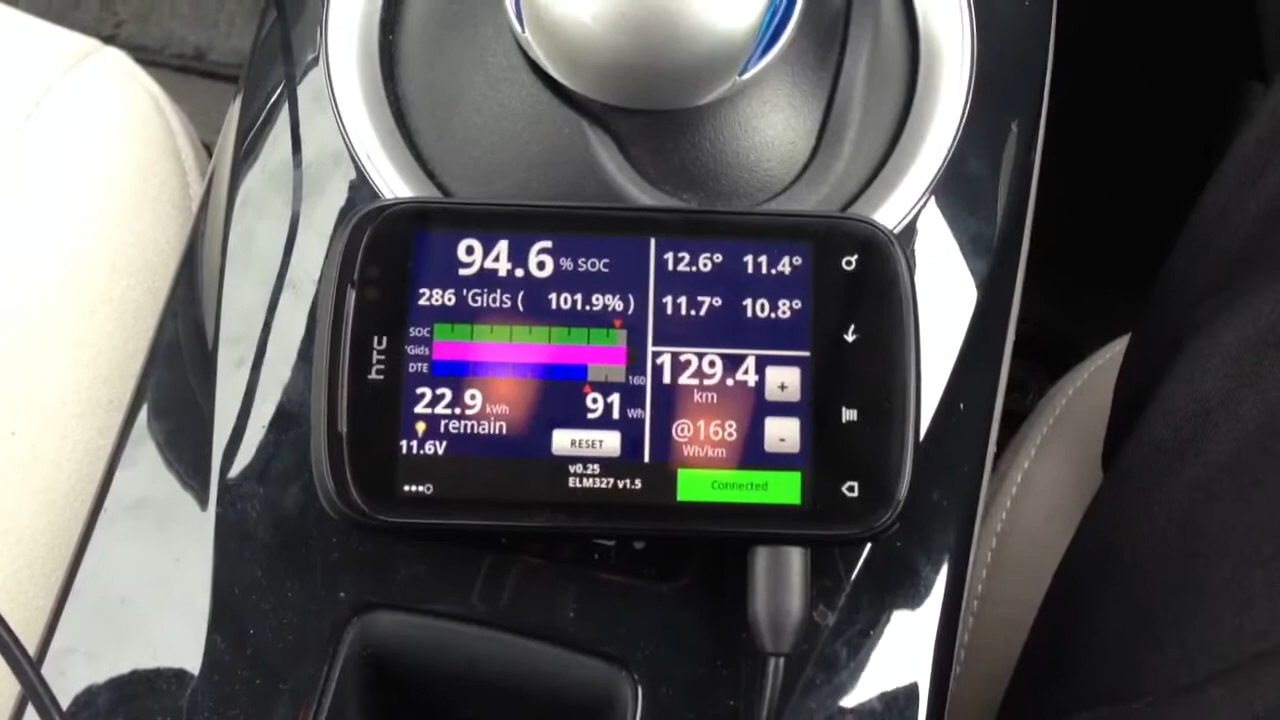 hTC
94.6 % SOC
286 'Gids ( 101.9% )
SOC
'Gids
DTE
160
22.9 kWh
remain
91 Wh
11.6V
RESET
v0.25
ELM327 v1.5
12.6° 11.4°
11.7° 10.8°
129.4
km
+
@168
Wh/km
-
Connected